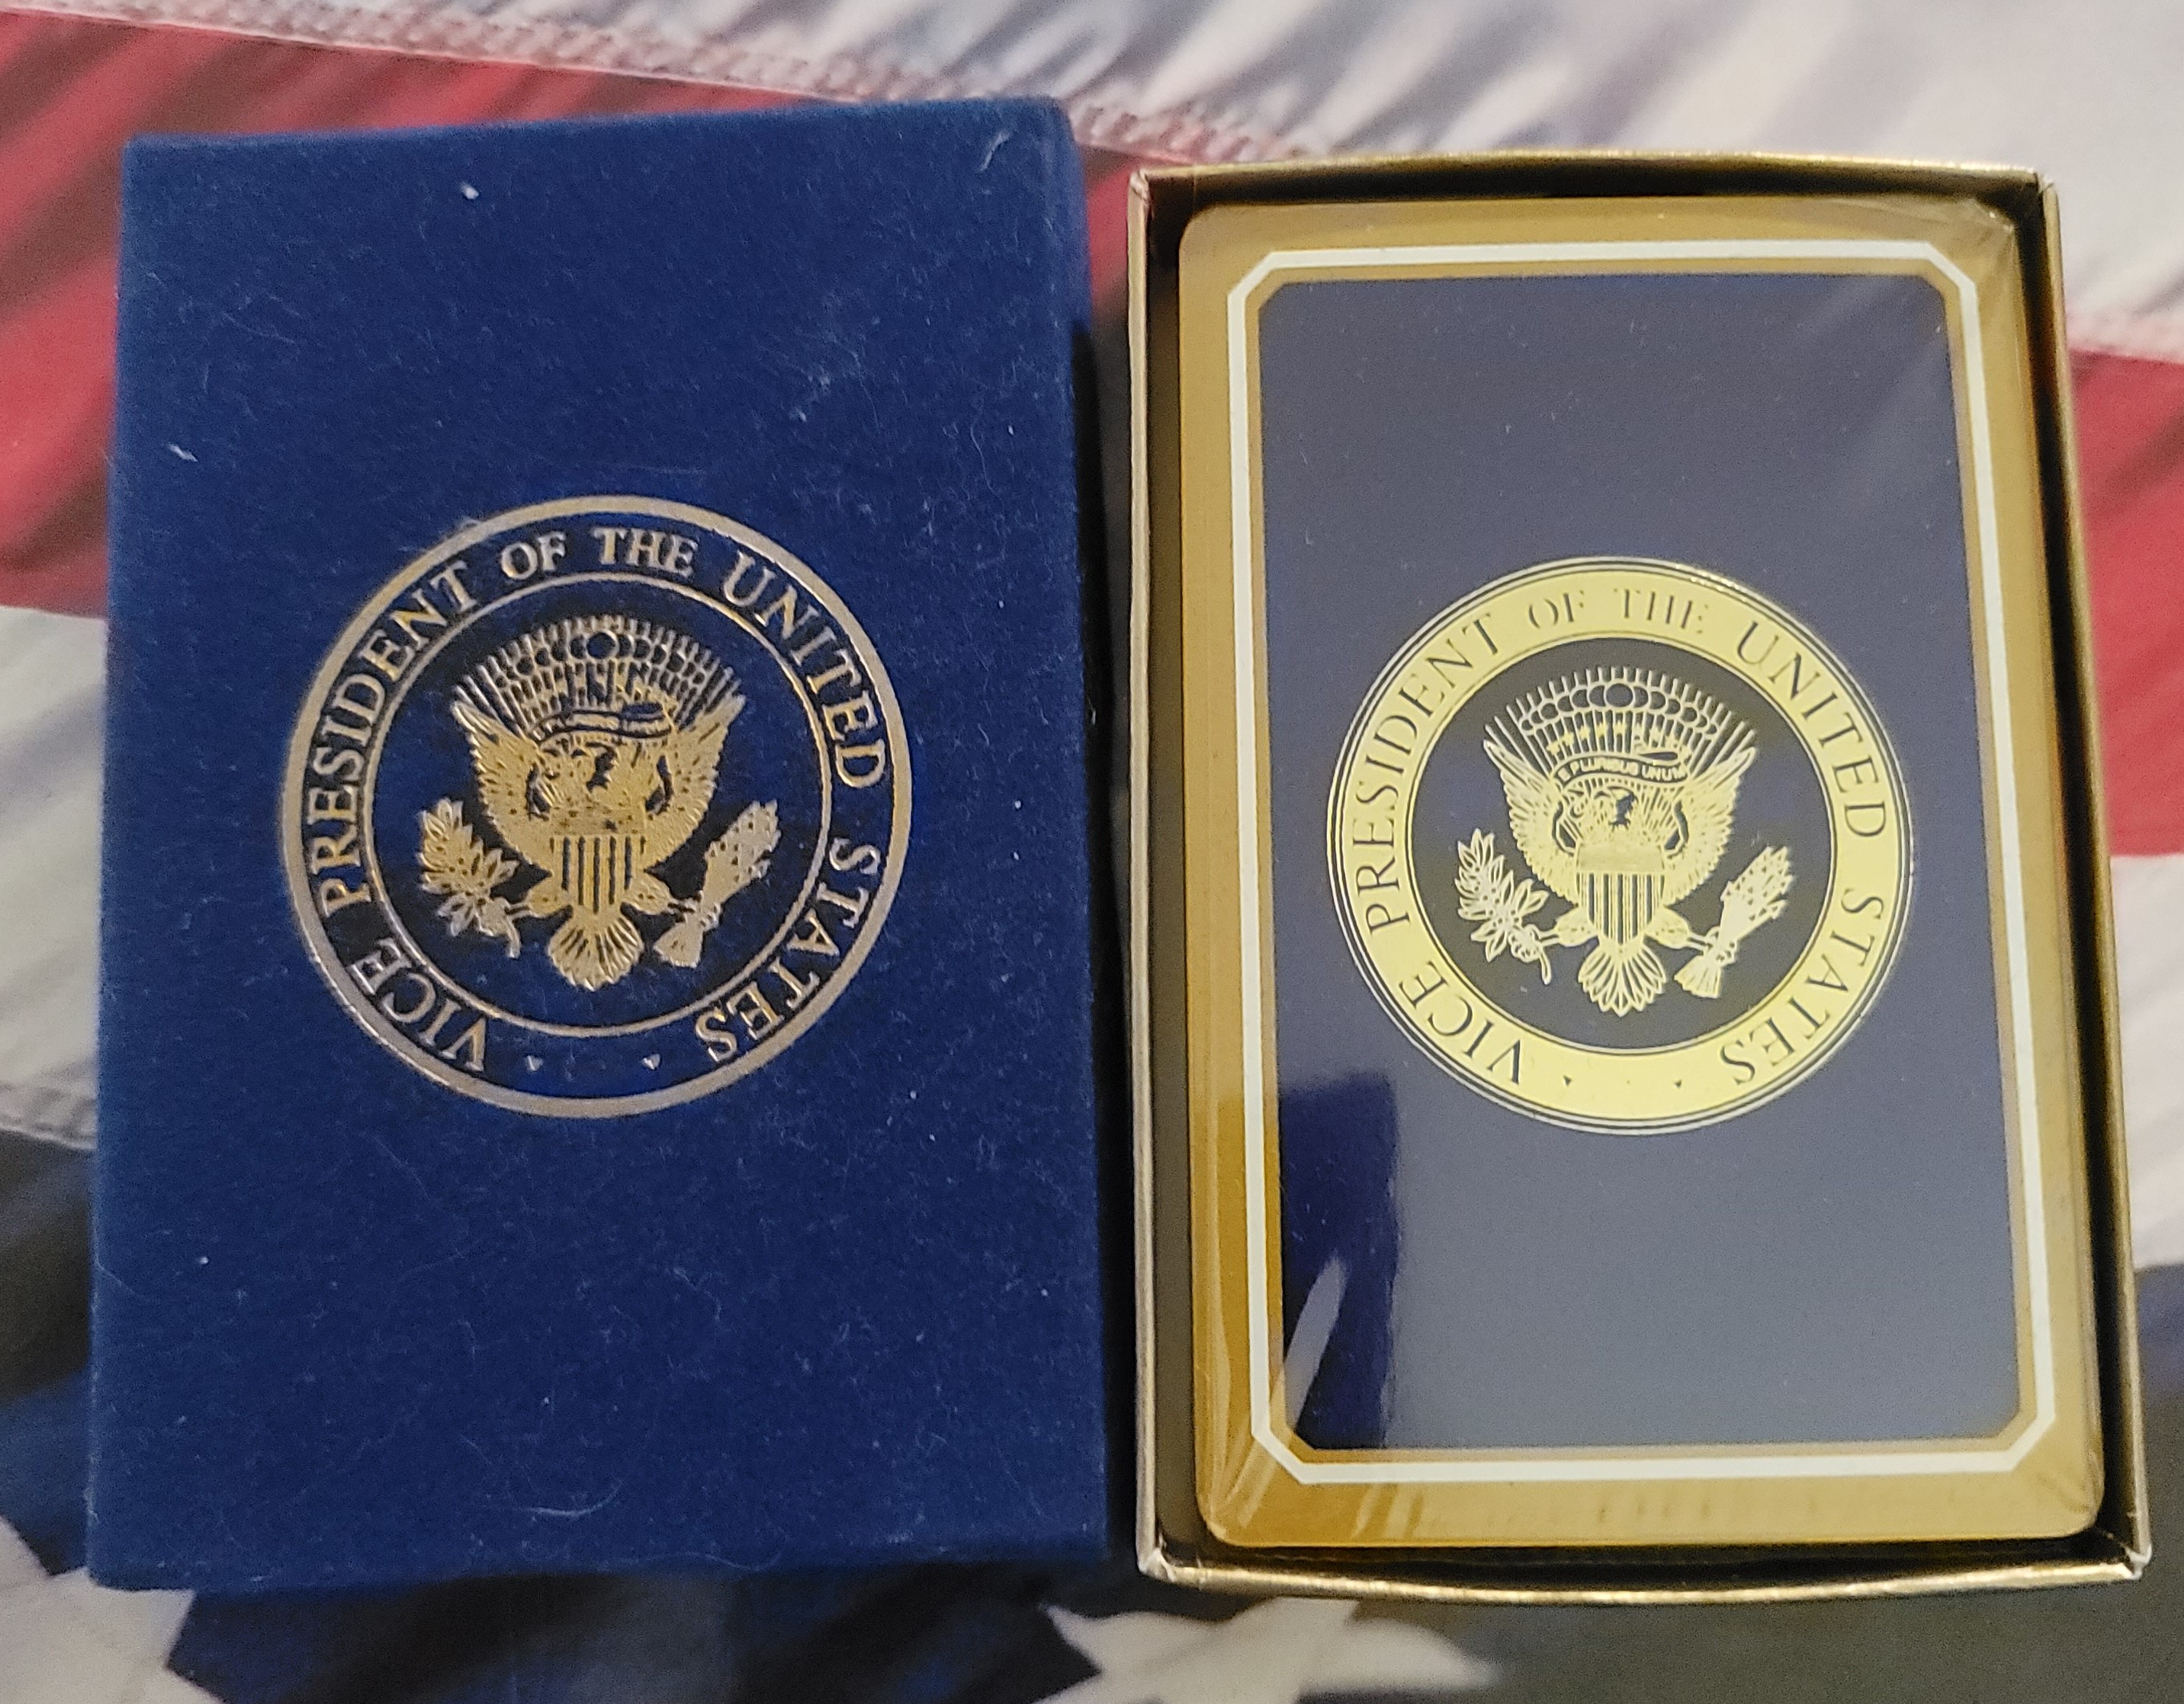 VICE PRESIDENT OF THE UNITED STATES
VICE PRESIDENT OF THE UNITED STATES
E PLURIBUS UNUM